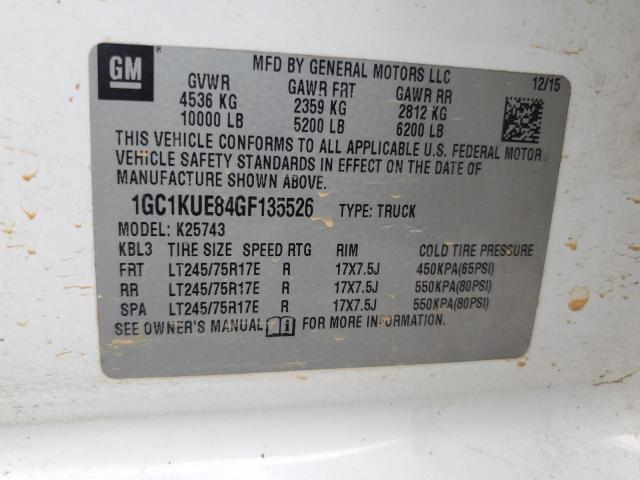 GM
MFD BY GENERAL MOTORS LLC 12/15
GVWR GAWR FRT GAWR RR
4536 KG 2359 KG 2812 KG
10000 LB 5200 LB 6200 LB
THIS VEHICLE CONFORMS TO ALL APPLICABLE U.S. FEDERAL MOTOR
VEHICLE SAFETY STANDARDS IN EFFECT ON THE DATE OF
MANUFACTURE SHOWN ABOVE.
1GC1KUE84GF135526 TYPE: TRUCK
MODEL: K25743
KBL3 TIRE SIZE SPEED RTG RIM COLD TIRE PRESSURE
FRT LT245/75R17E R 17X7.5J 450KPA(65PSI)
RR LT245/75R17E R 17X7.5J 550KPA(80PSI)
SPA LT245/75R17E R 17X7.5J 550KPA(80PSI)
SEE OWNER'S MANUAL FOR MORE INFORMATION.